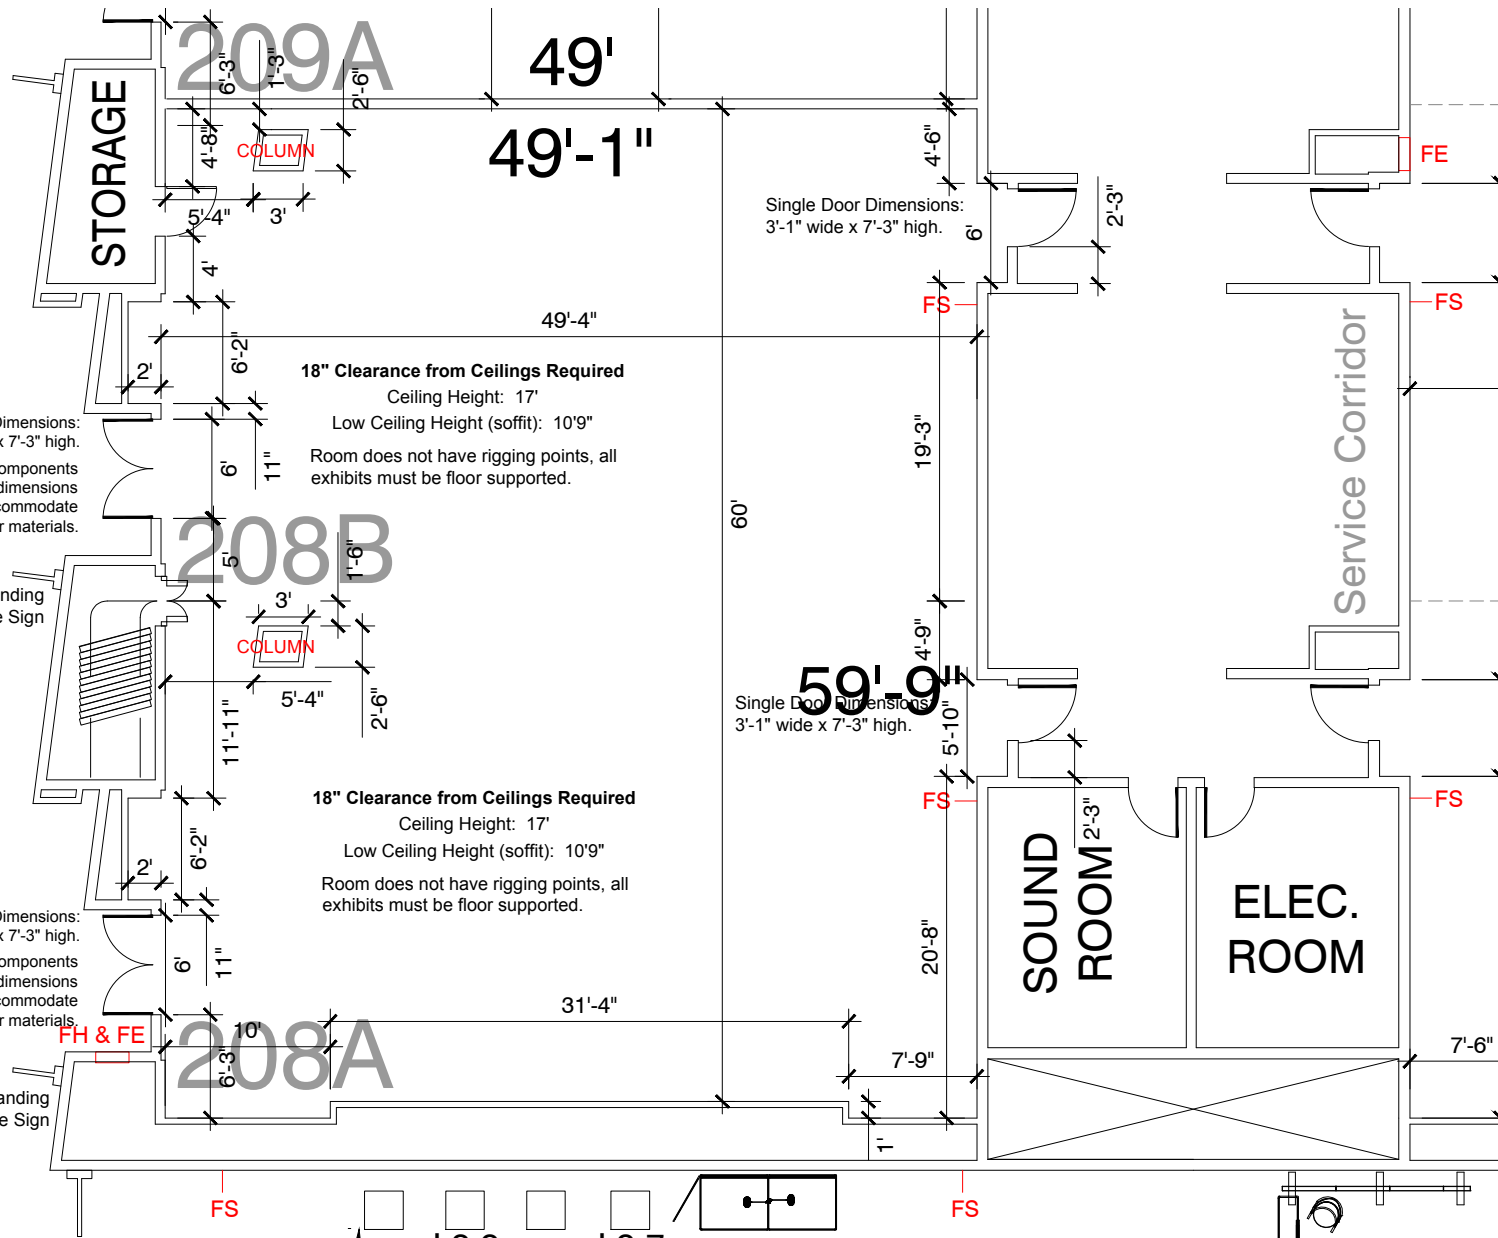 209A
49'
6'-3"
1'-3"
2'-6"
STORAGE
4'-8"
COLUMN
49'-1"
4'-6"
FE
5'-4"
3'
Single Door Dimensions:
3'-1" wide x 7'-3" high.
6'
2'-3"
4'
FS
FS
49'-4"
6'-2"
2'
18" Clearance from Ceilings Required
Ceiling Height: 17'
Low Ceiling Height (soffit): 10'9"
Room does not have rigging points, all
exhibits must be floor supported.
Dimensions:
x 7'-3" high.
omponents
dimensions
commodate
r materials.
6'
11"
19'-3"
Service Corridor
60'
208B
5'
1'-6"
anding
e Sign
3'
COLUMN
4'-9"
59'-9"
5'-4"
2'-6"
11'-11"
Single Door Dimensions:
3'-1" wide x 7'-3" high.
5'-10"
FS
FS
2'-3"
18" Clearance from Ceilings Required
Ceiling Height: 17'
Low Ceiling Height (soffit): 10'9"
Room does not have rigging points, all
exhibits must be floor supported.
6'-2"
2'
SOUND
ROOM
ELEC.
ROOM
Dimensions:
x 7'-3" high.
omponents
dimensions
commodate
r materials.
6'
11"
20'-8"
31'-4"
FH & FE
10'
208A
6'-3"
7'-9"
7'-6"
anding
e Sign
1'
FS
FS